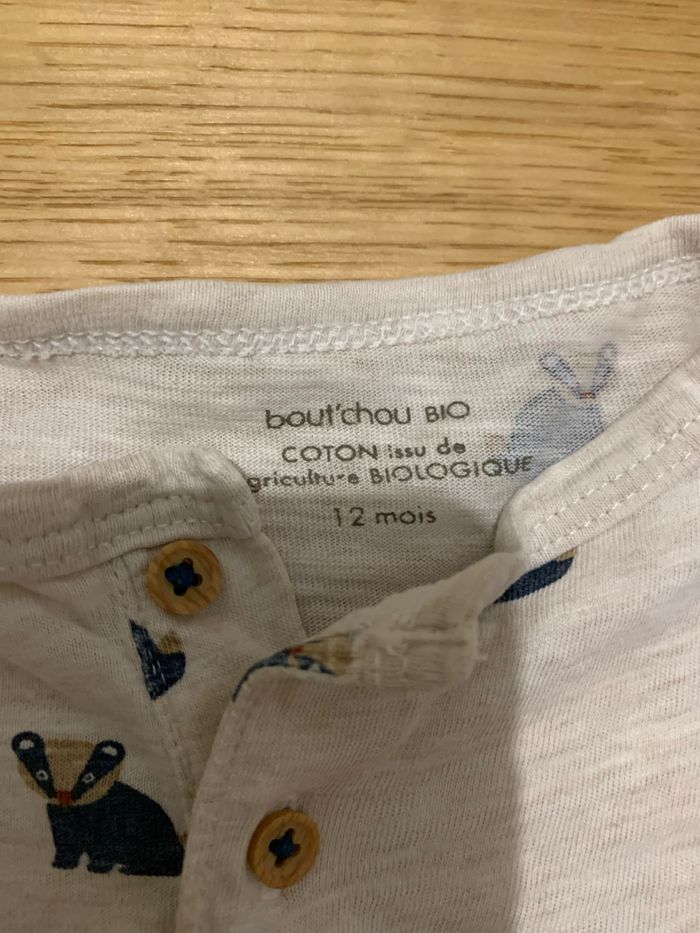 bout'chou BIO
COTON issu de
griculture BIOLOGIQUE
12 mois